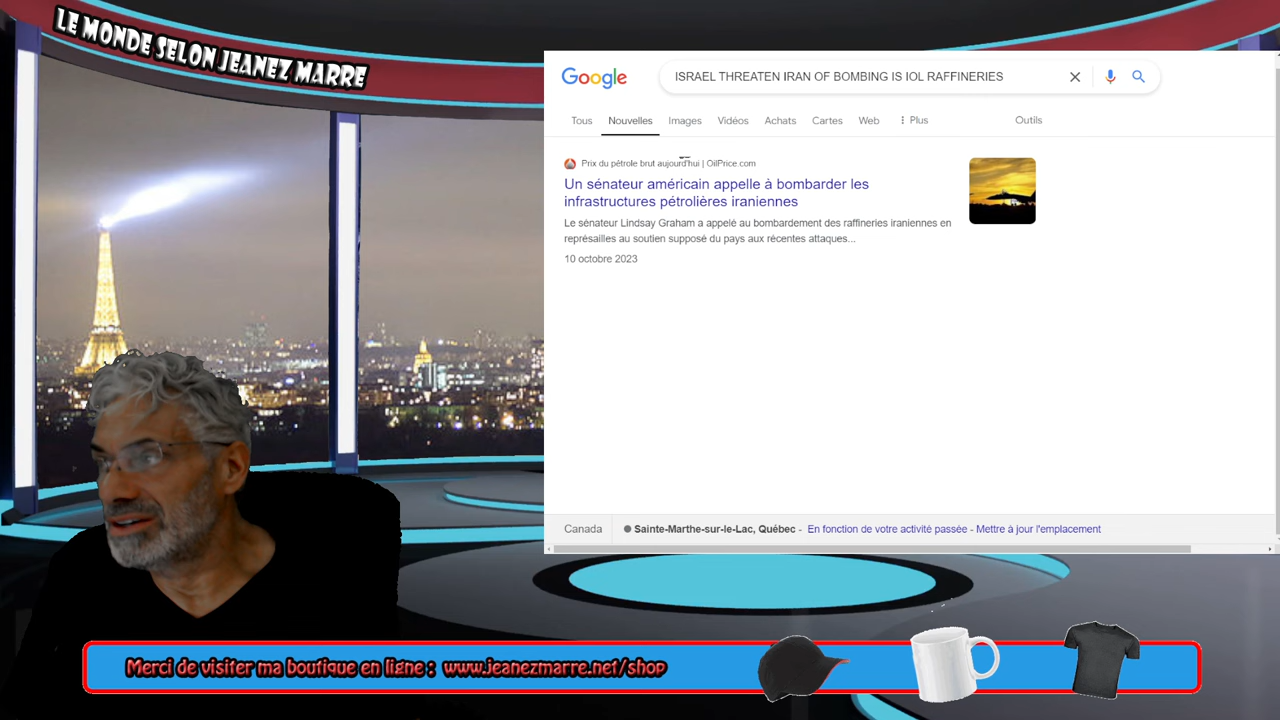 LE MONDE SELON JEANEZ MARRE
Google
ISRAEL THREATEN IRAN OF BOMBING IS IOL RAFFINERIES
Tous Nouvelles Images Vidéos Achats Cartes Web Plus Outils
Prix du pétrole brut aujourd'hui | OilPrice.com
Un sénateur américain appelle à bombarder les
infrastructures pétrolières iraniennes
Le sénateur Lindsay Graham a appelé au bombardement des raffineries iraniennes en
représailles au soutien supposé du pays aux récentes attaques...
10 octobre 2023
Canada Sainte-Marthe-sur-le-Lac, Québec - En fonction de votre activité passée - Mettre à jour l'emplacement
Merci de visiter ma boutique en ligne : www.jeanezmarre.net/shop